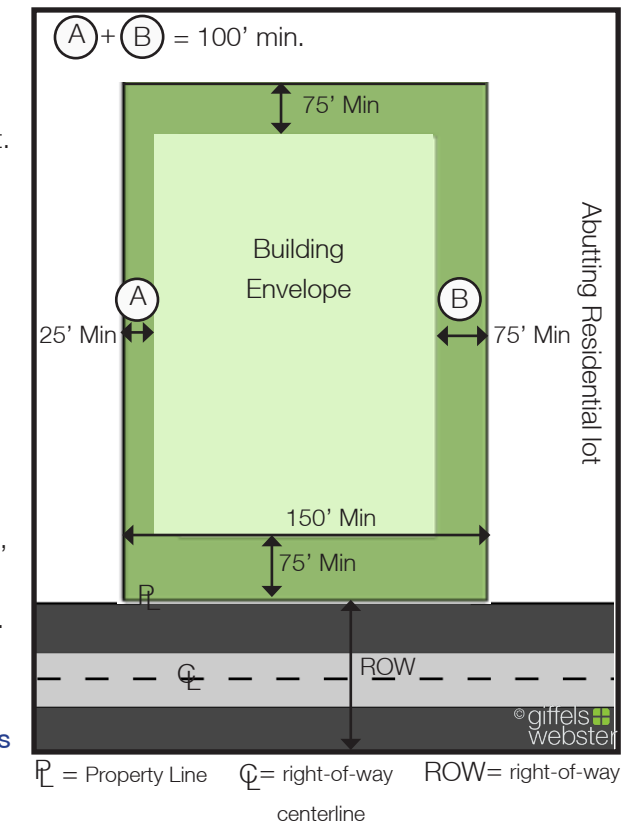 A + B = 100’ min.
75’ Min
t.
Building
Envelope
A
B
25’ Min
75’ Min
Abutting Residential lot
150’ Min
,
75’ Min
PL
.
CL
ROW
© giffels
webster
s
PL = Property Line CL= right-of-way ROW= right-of-way
centerline